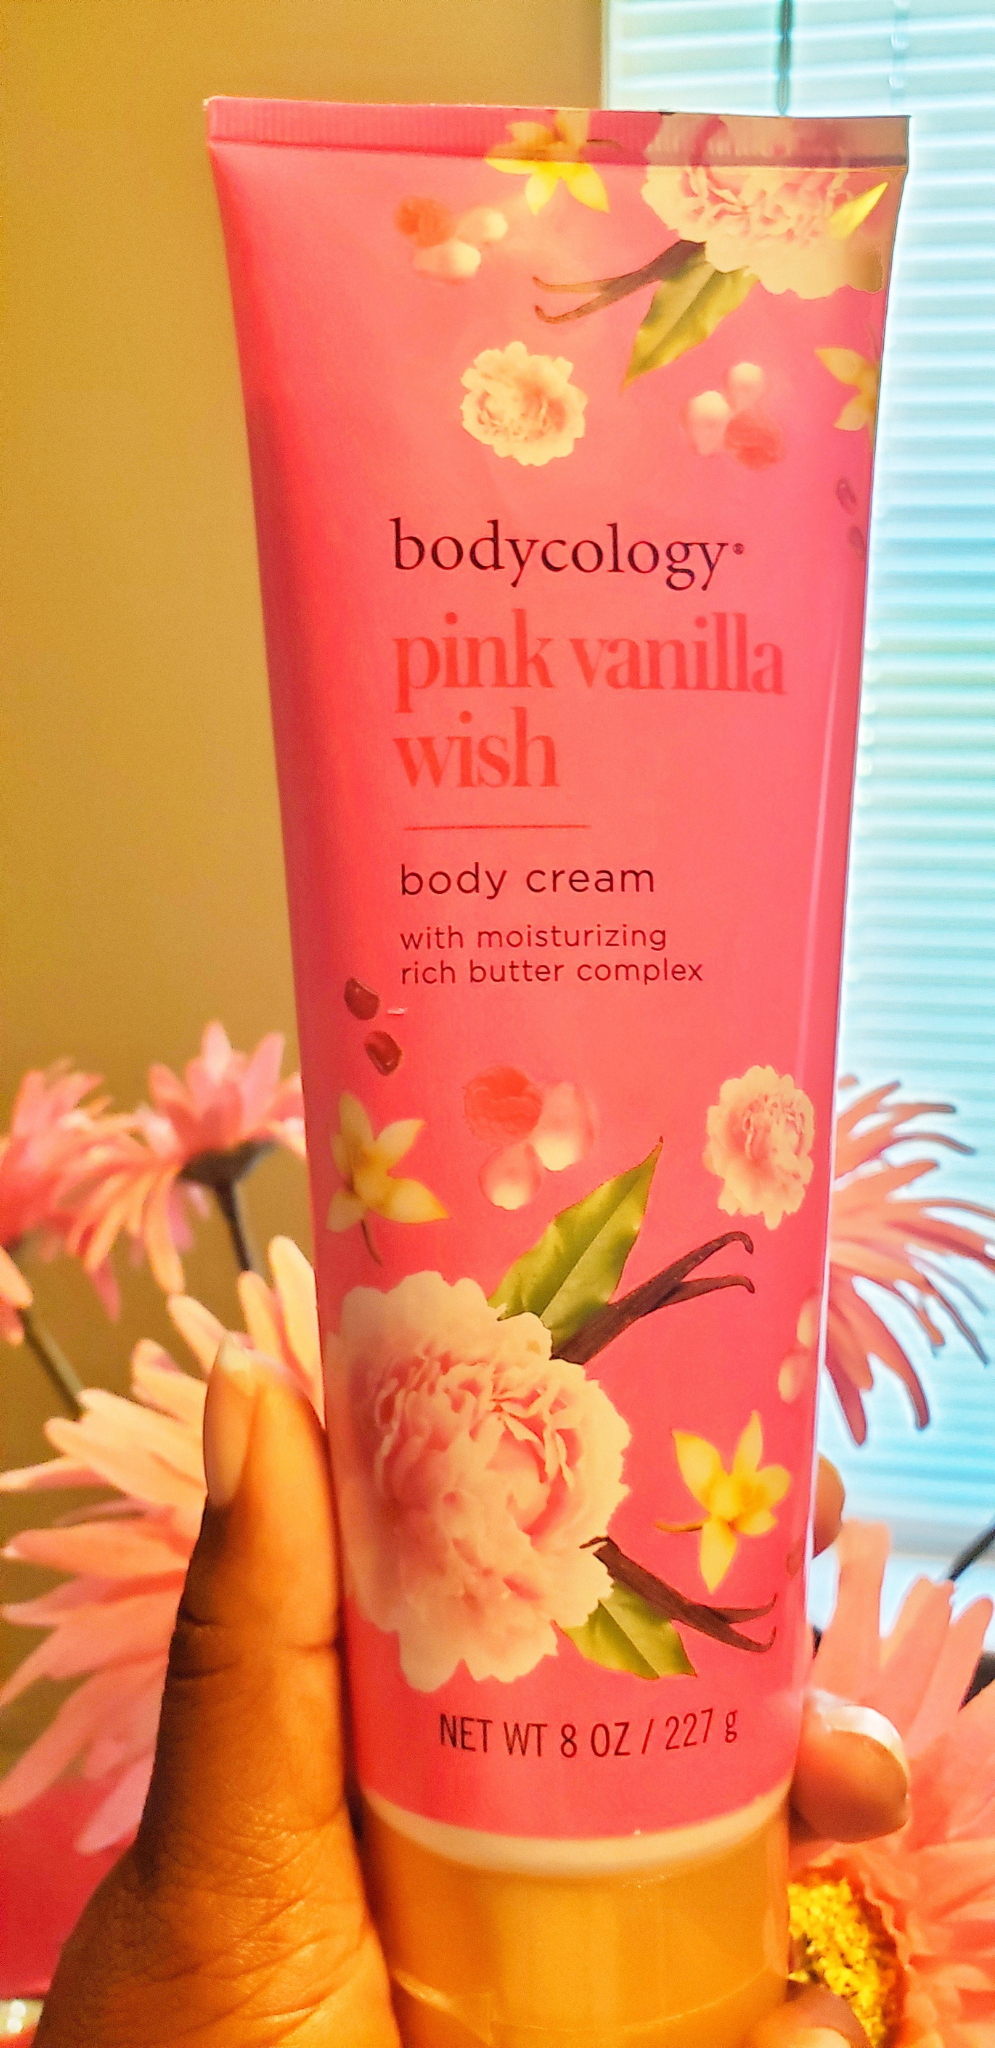 bodycology®
pink vanilla
wish
body cream
with moisturizing
rich butter complex
NET WT 8 OZ / 227 g